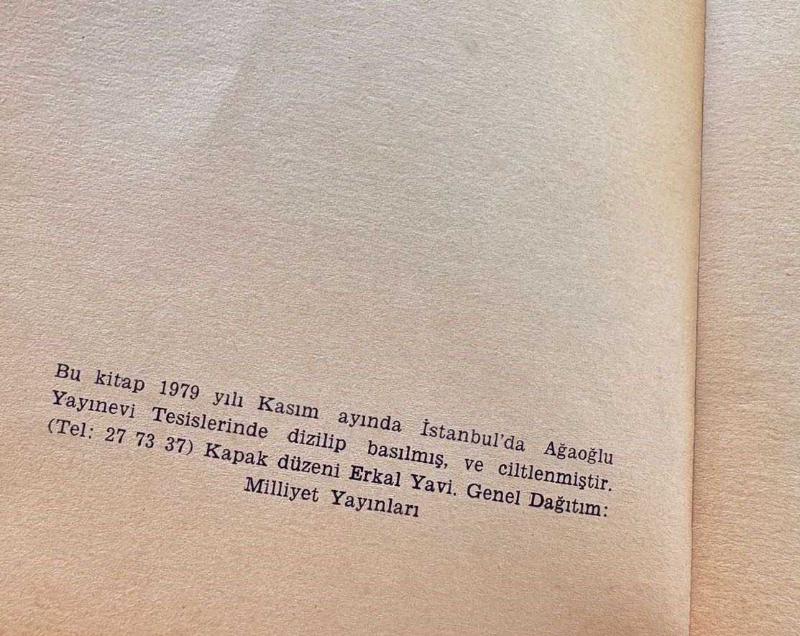 Bu kitap 1979 yılı Kasım ayında İstanbul'da Ağaoğlu
Yayınevi Tesislerinde dizilip basılmış, ve ciltlenmiştir.
(Tel: 27 73 37) Kapak düzeni Erkal Yavi. Genel Dağıtım:
Milliyet Yayınları